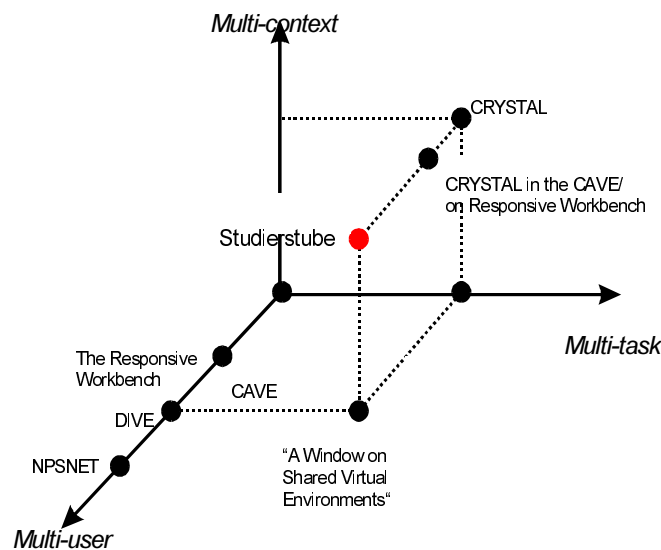 Multi-context
CRYSTAL
CRYSTAL in the CAVE/
on Responsive Workbench
Studierstube
Multi-task
The Responsive
Workbench
CAVE
DIVE
NPSNET
“A Window on
Shared Virtual
Environments“
Multi-user